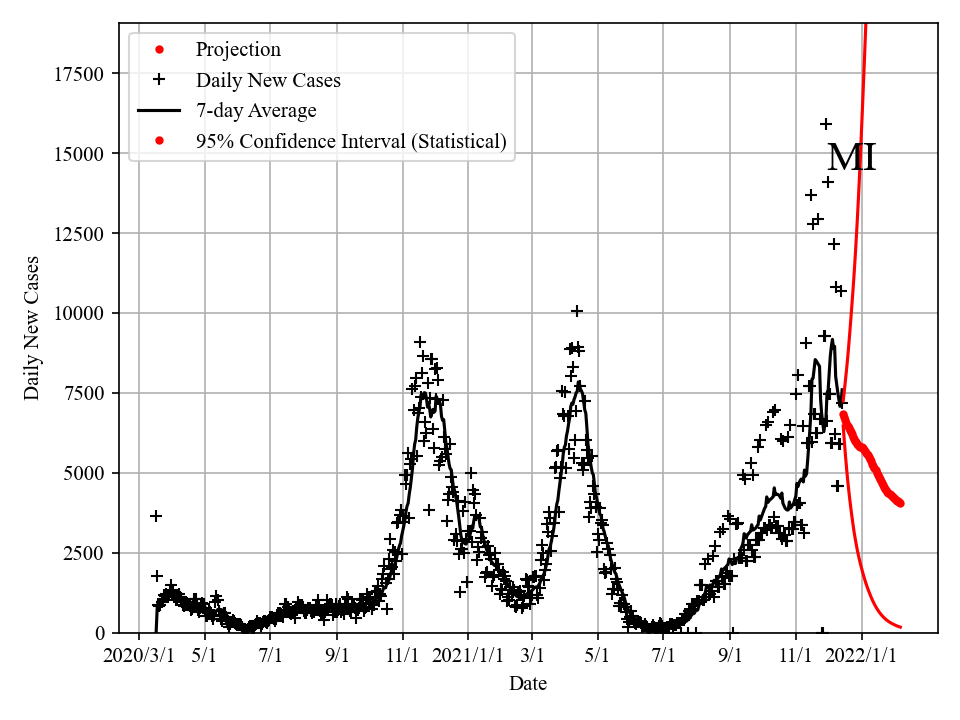 Projection
Daily New Cases
7-day Average
95% Confidence Interval (Statistical)
MI
17500
15000
12500
10000
7500
5000
2500
0
Daily New Cases
2020/3/1 5/1 7/1 9/1 11/1 2021/1/1 3/1 5/1 7/1 9/1 11/1 2022/1/1
Date